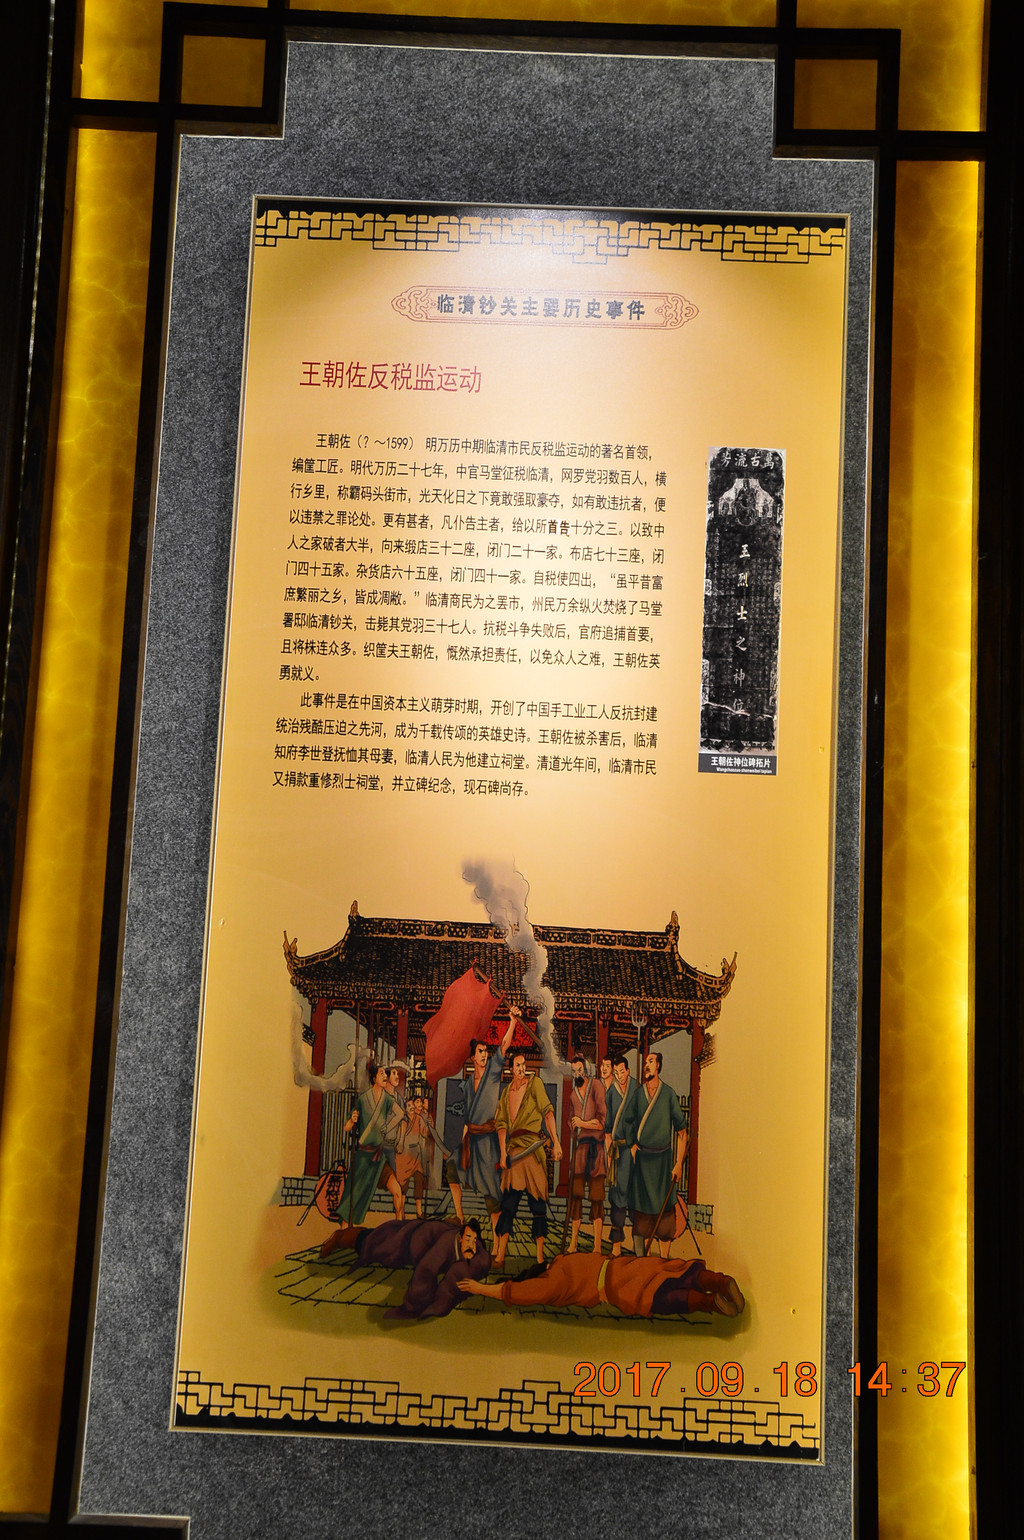 临清钞关主要历史事件
王朝佐反税监运动
王朝佐（？～1599） 明万历中期临清市民反税监运动的著名首领，
编筐工匠。明代万历二十七年，中官马堂征税临清，网罗党羽数百人，横
行乡里，称霸码头街市，光天化日之下竟敢强取豪夺，如有敢违抗者，便
以违禁之罪论处。更有甚者，凡仆告主者，给以所首告十分之三。以致中
人之家破者大半，向来缎店三十二座，闭门二十一家。布店七十三座，闭
门四十五家。杂货店六十五座，闭门四十一家。自税使四出，“虽平昔富
庶繁丽之乡，皆成凋敝。”临清商民为之罢市，州民万余纵火焚烧了马堂
署邸临清钞关，击毙其党羽三十七人。抗税斗争失败后，官府追捕首要，
且将株连众多。织筐夫王朝佐，慨然承担责任，以免众人之难，王朝佐英
勇就义。
此事件是在中国资本主义萌芽时期，开创了中国手工业工人反抗封建
统治残酷压迫之先河，成为千载传颂的英雄史诗。王朝佐被杀害后，临清
知府李世登抚恤其母妻，临清人民为他建立祠堂。清道光年间，临清市民
又捐款重修烈士祠堂，并立碑纪念，现石碑尚存。
万古流芳
王烈士之神位
王朝佐神位碑拓片
2017.09.18 14:37